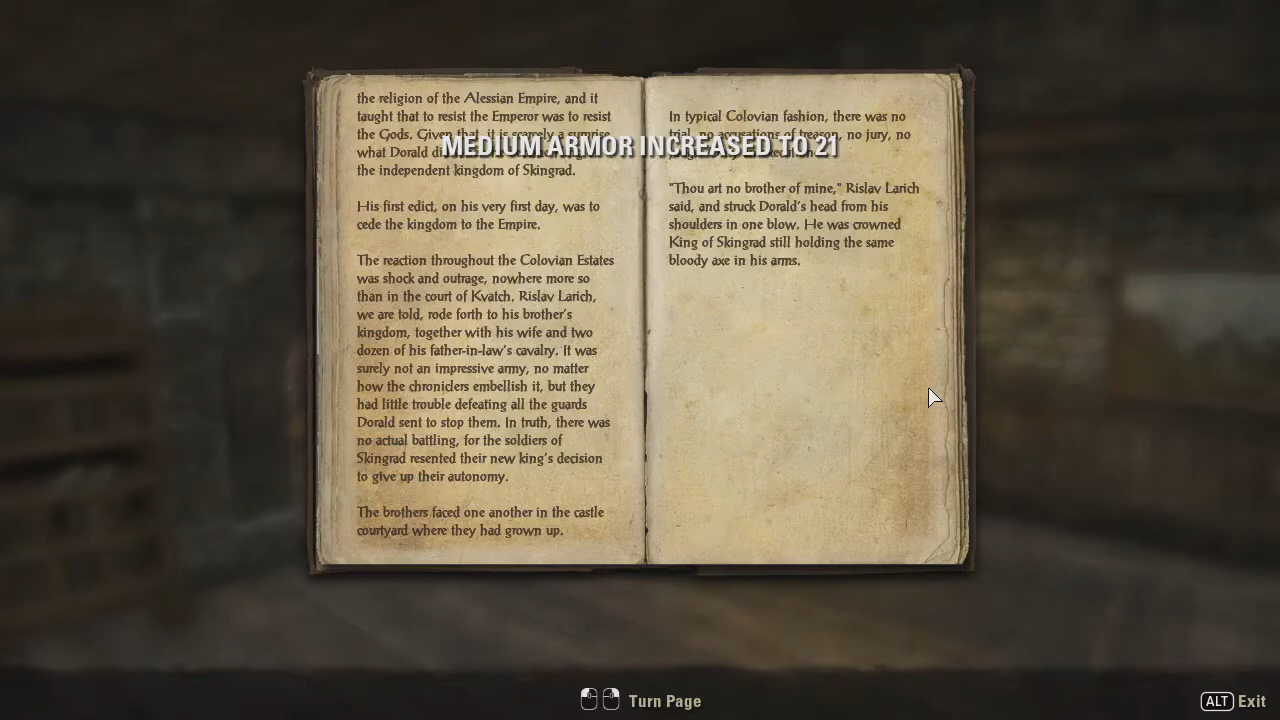 the religion of the Alessian Empire, and it
taught that to resist the Emperor was to resist
the Gods. Given that, it is scarcely a surprise
what Dorald di
the independent kingdom of Skingrad.
His first edict, on his very first day, was to
cede the kingdom to the Empire.
The reaction throughout the Colovian Estates
was shock and outrage, nowhere more so
than in the court of Kvatch. Rislav Larich,
we are told, rode forth to his brother's
kingdom, together with his wife and two
dozen of his father-in-law's cavalry. It was
surely not an impressive army, no matter
how the chroniclers embellish it, but they
had little trouble defeating all the guards
Dorald sent to stop them. In truth, there was
no actual battling, for the soldiers of
Skingrad resented their new king's decision
to give up their autonomy.
The brothers faced one another in the castle
courtyard where they had grown up.
MEDIUM ARMOR INCREASED TO 21
In typical Colovian fashion, there was no
trial, no accusations of treason, no jury, no
"Thou art no brother of mine," Rislav Larich
said, and struck Dorald's head from his
shoulders in one blow. He was crowned
King of Skingrad still holding the same
bloody axe in his arms.
Turn Page
ALT Exit